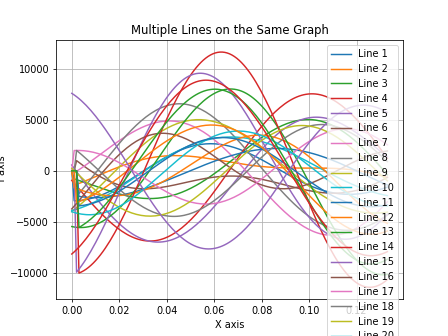 Multiple Lines on the Same Graph
10000
5000
0
−5000
−10000
0.00
0.02
0.04
0.06
0.08
0.10
X axis
Line 1
Line 2
Line 3
Line 4
Line 5
Line 6
Line 7
Line 8
Line 9
Line 10
Line 11
Line 12
Line 13
Line 14
Line 15
Line 16
Line 17
Line 18
Line 19
Line 20